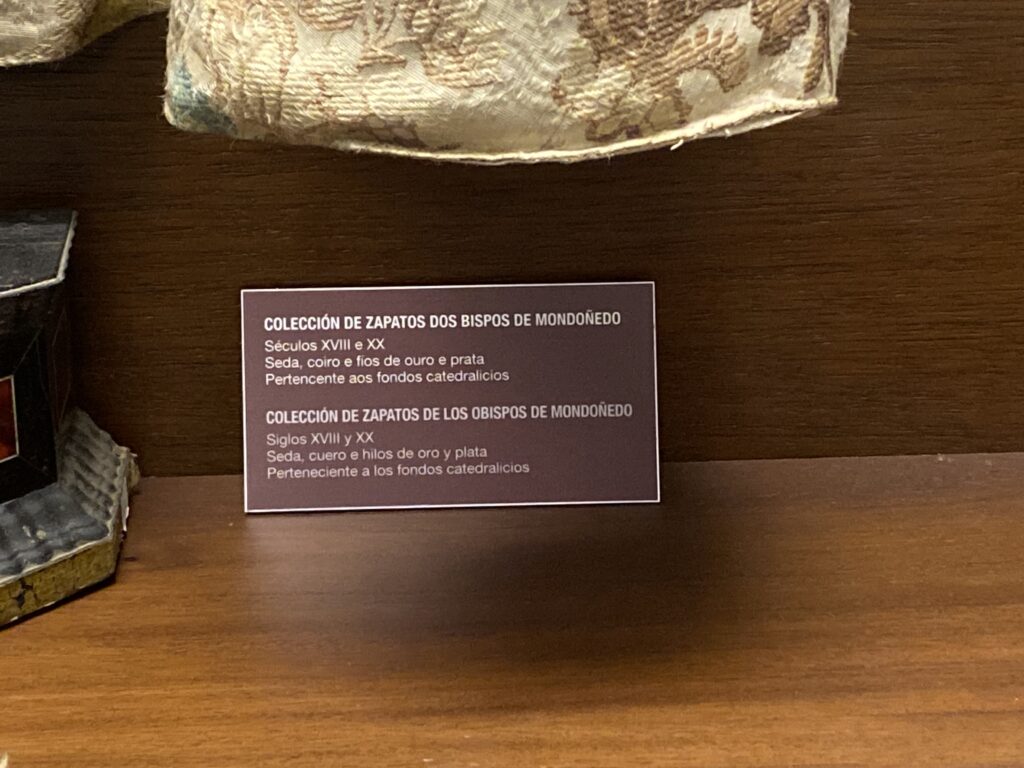 COLECCIÓN DE ZAPATOS DOS BISPOS DE MONDOÑEDO
Séculos XVIII e XX
Seda, coiro e fios de ouro e prata
Pertencente aos fondos catedralicios
COLECCIÓN DE ZAPATOS DE LOS OBISPOS DE MONDOÑEDO
Siglos XVIII y XX
Seda, cuero e hilos de oro y plata
Perteneciente a los fondos catedralicios